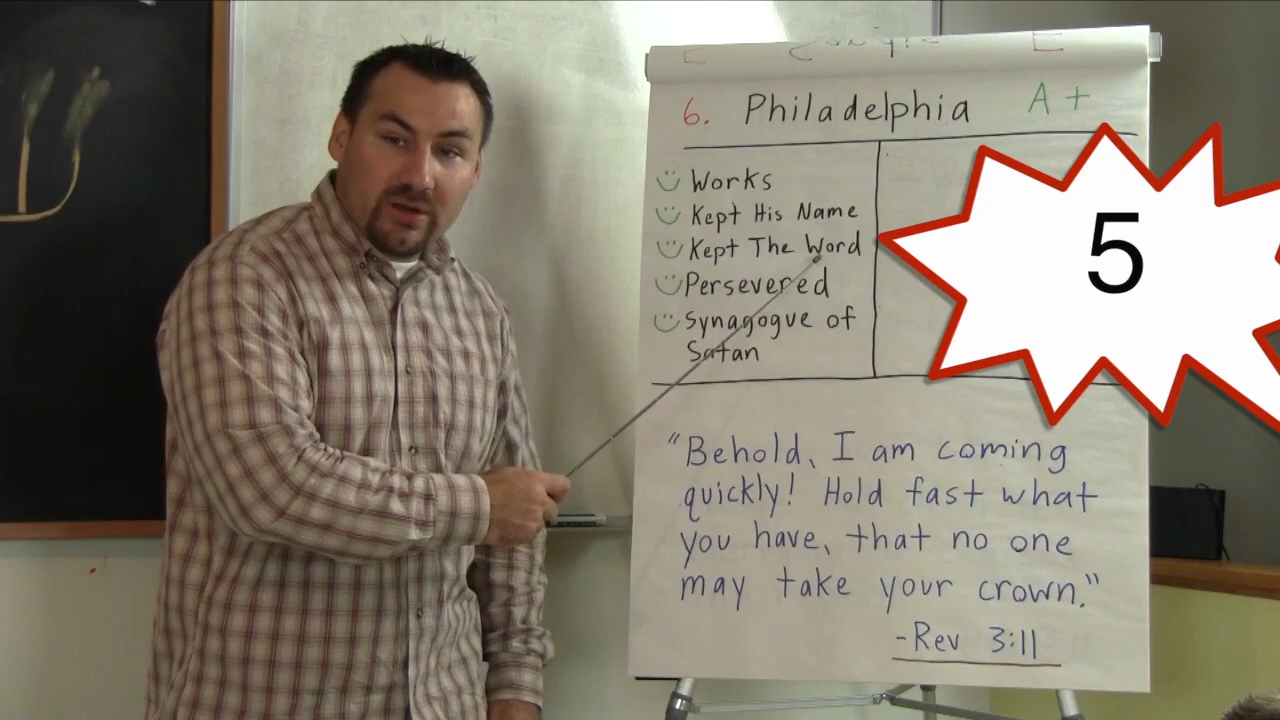 6. Philadelphia A+
Works
Kept His Name
Kept The Word
Persevered
Synagogue of
Satan
5
"Behold, I am coming
quickly! Hold fast what
you have, that no one
may take your crown."
-Rev 3:11